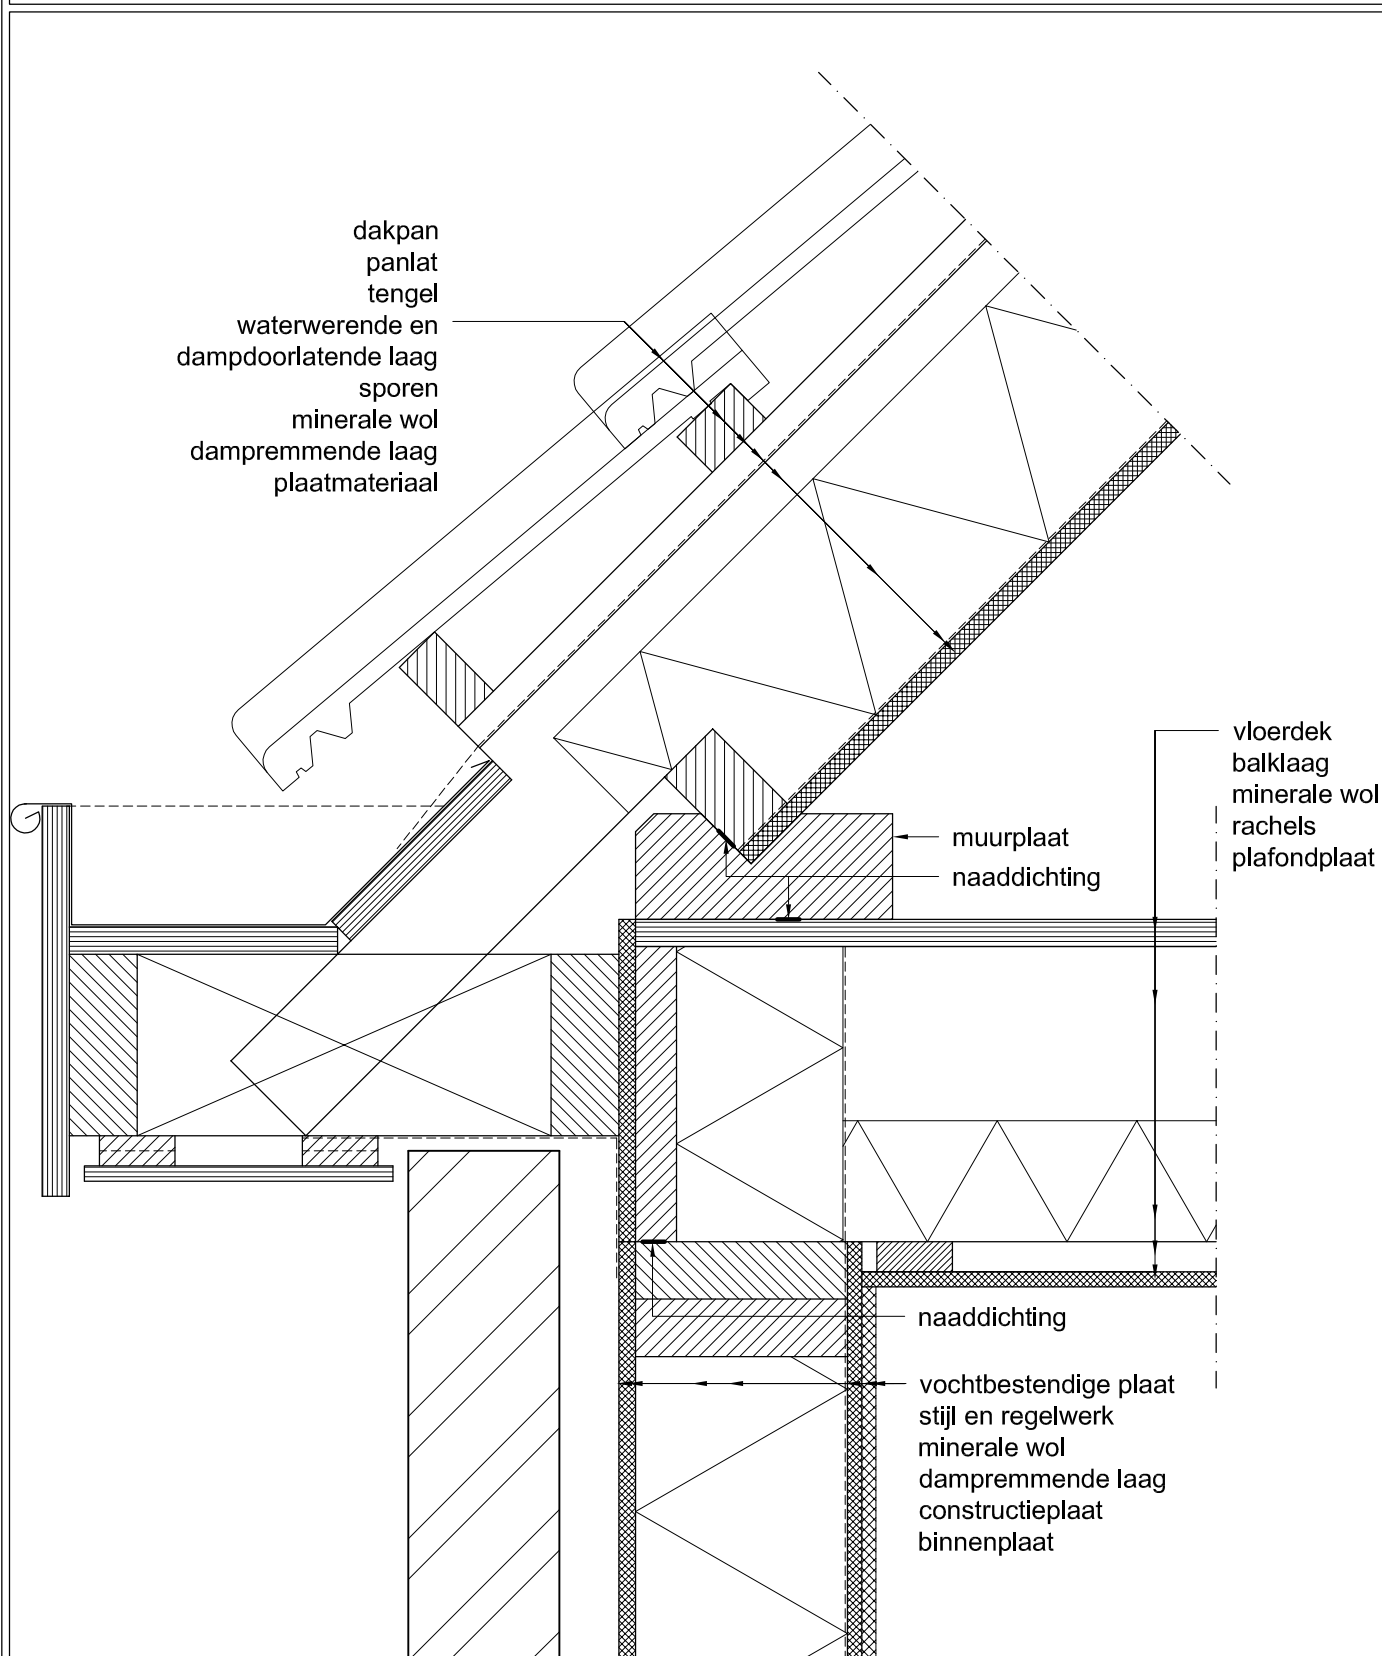 dakpan
panlat
tengel
waterwerende en
dampdoorlatende laag
sporen
minerale wol
dampremmende laag
plaatmateriaal
vloerdek
balklaag
minerale wol
rachels
plafondplaat
muurplaat
naaddichting
naaddichting
vochtbestendige plaat
stijl en regelwerk
minerale wol
dampremmende laag
constructieplaat
binnenplaat